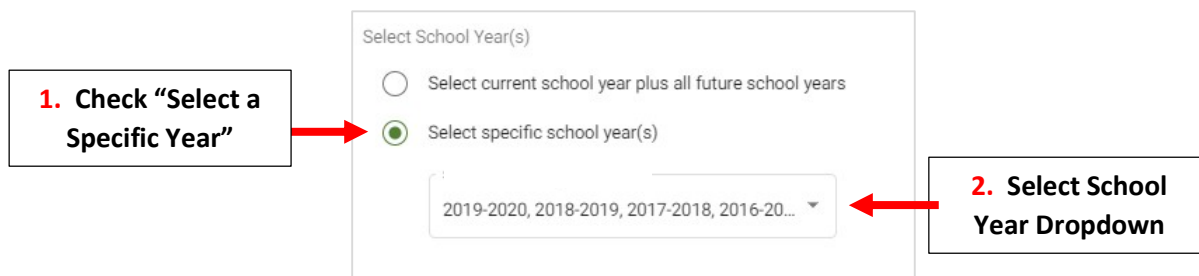 Select School Year(s)
Select current school year plus all future school years
1. Check “Select a
Specific Year”
Select specific school year(s)
2019-2020, 2018-2019, 2017-2018, 2016-20...
2. Select School
Year Dropdown